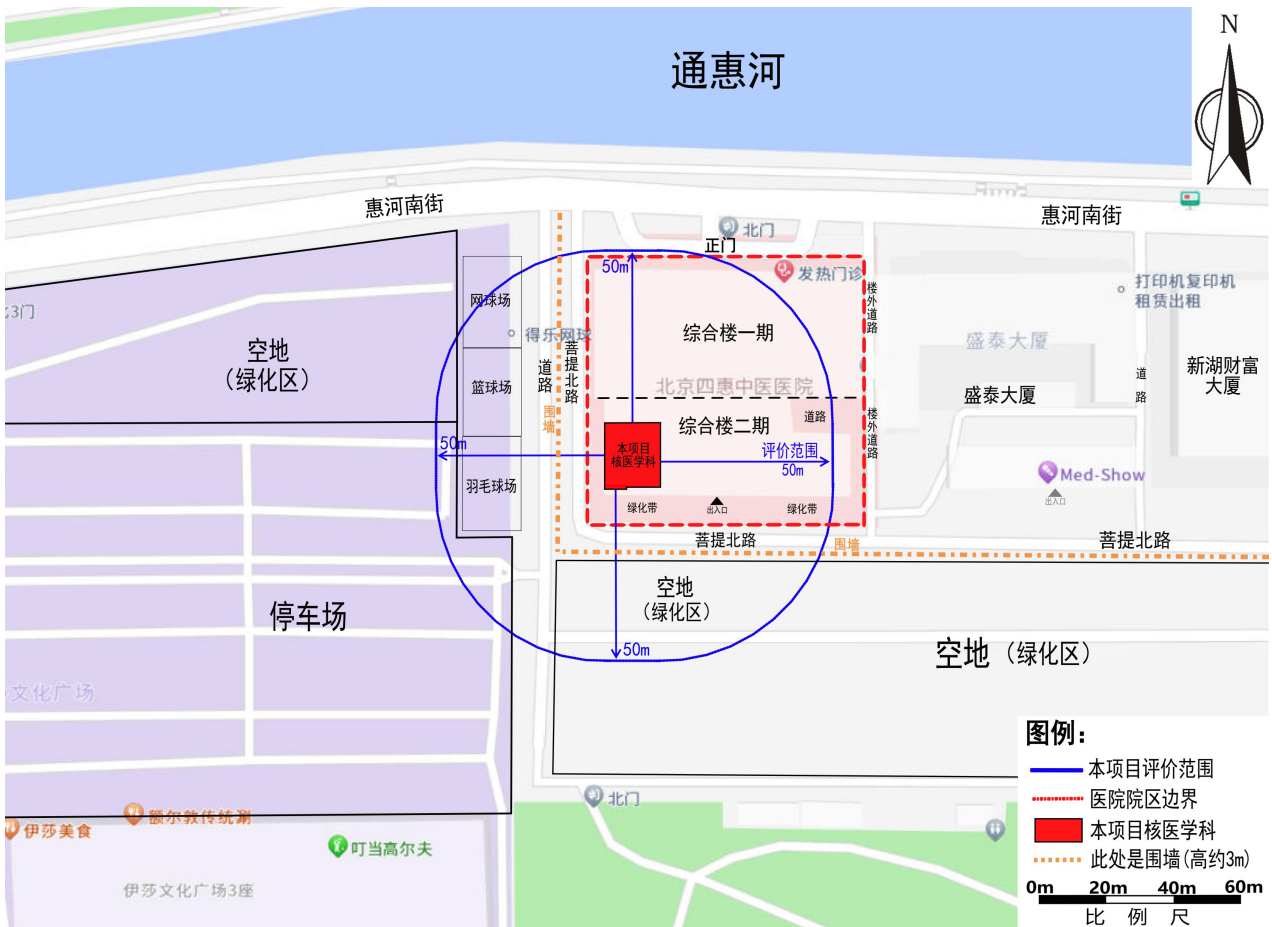 N
通惠河
惠河南街
惠河南街
北门
正门
50m
发热门诊
网球场
得乐网球
道路
菩提北路
楼外道路
打印机复印机
租赁出租
3门
空地
(绿化区)
综合楼一期
盛泰大厦
新湖财富
大厦
篮球场
北京四惠中医医院
盛泰大厦
道路
围墙
综合楼二期
道路
楼外道路
50m
本项目
核医学科
评价范围
50m
Med-Show
羽毛球场
出入口
绿化带
出入口
绿化带
菩提北路
围墙
菩提北路
空地
(绿化区)
停车场
50m
空地(绿化区)
文化广场
图例:
本项目评价范围
医院院区边界
本项目核医学科
此处是围墙(高约3m)
0m 20m 40m 60m
比例尺
北门
额尔敦传统涮
伊莎美食
叮当高尔夫
伊莎文化广场3座